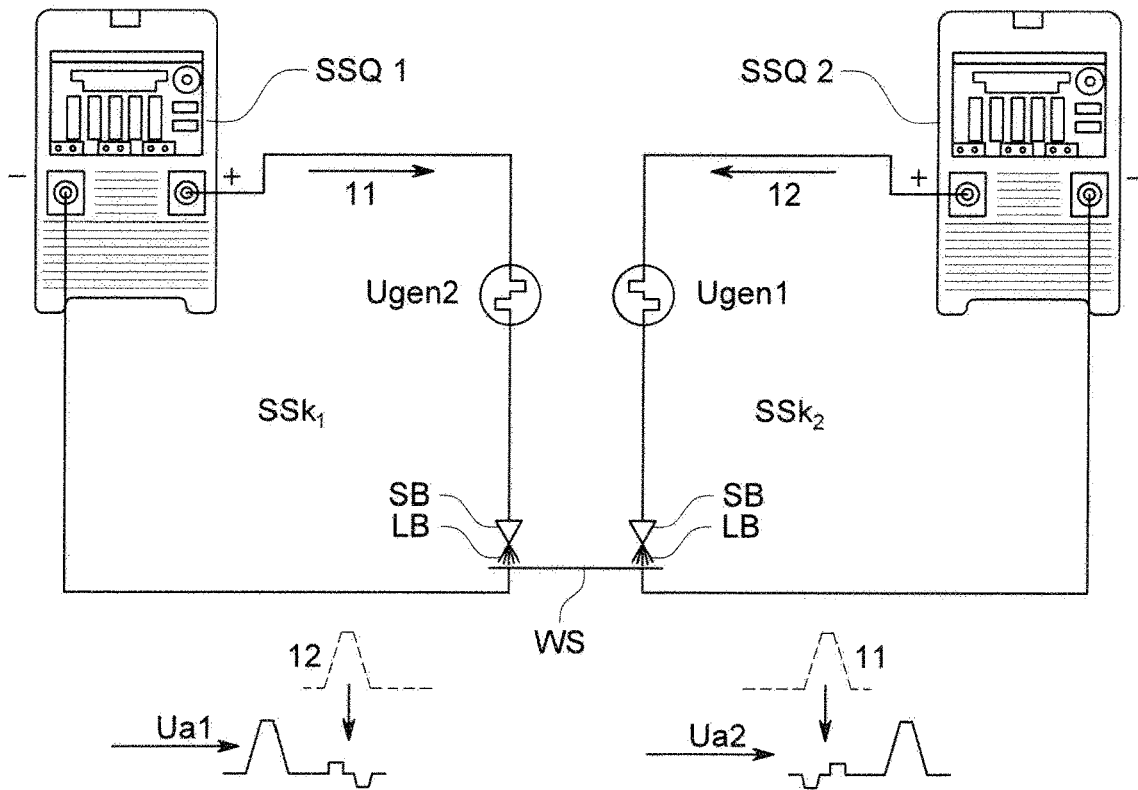 SSQ 1
SSQ 2
− + + −
11
12
Ugen2
Ugen1
SSk₁
SSk₂
SB
LB
SB
LB
WS
12
11
Ua1
Ua2